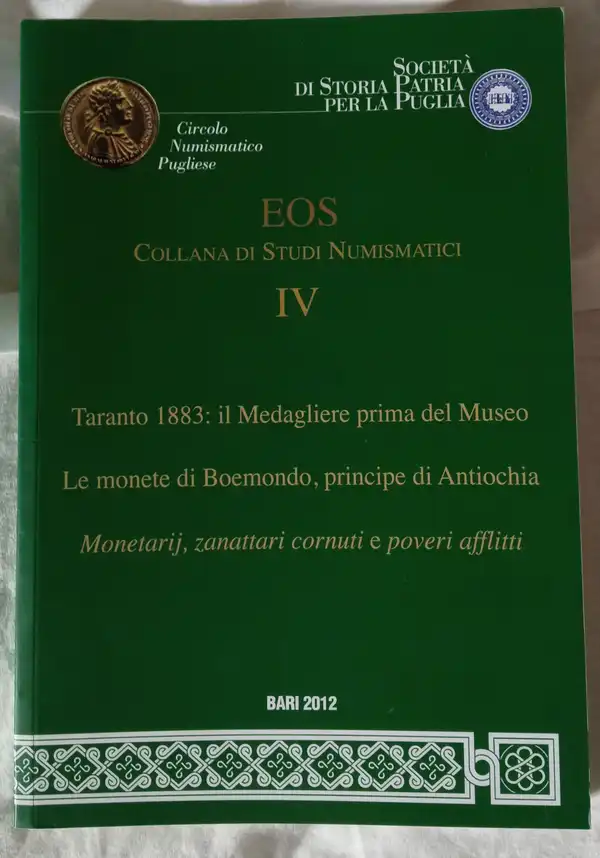 Società
di Storia Patria
per la Puglia
Circolo
Numismatico
Pugliese
EOS
Collana di Studi Numismatici
IV
Taranto 1883: il Medagliere prima del Museo
Le monete di Boemondo, principe di Antiochia
Monetarij, zanattari cornuti e poveri afflitti
BARI 2012